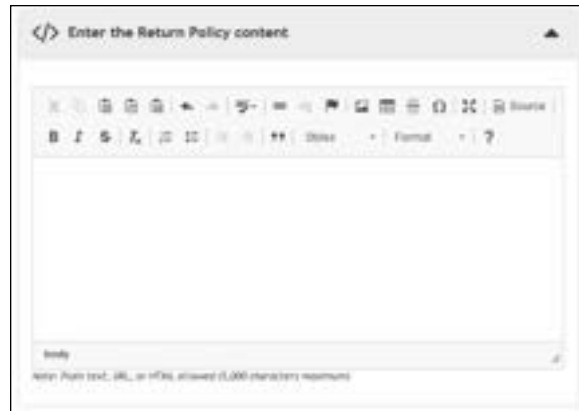 </> Enter the Return Policy content
Source
B I S Tx Styles Format ?
body
Note: Plain text, URL, or HTML allowed (5,000 characters maximum)